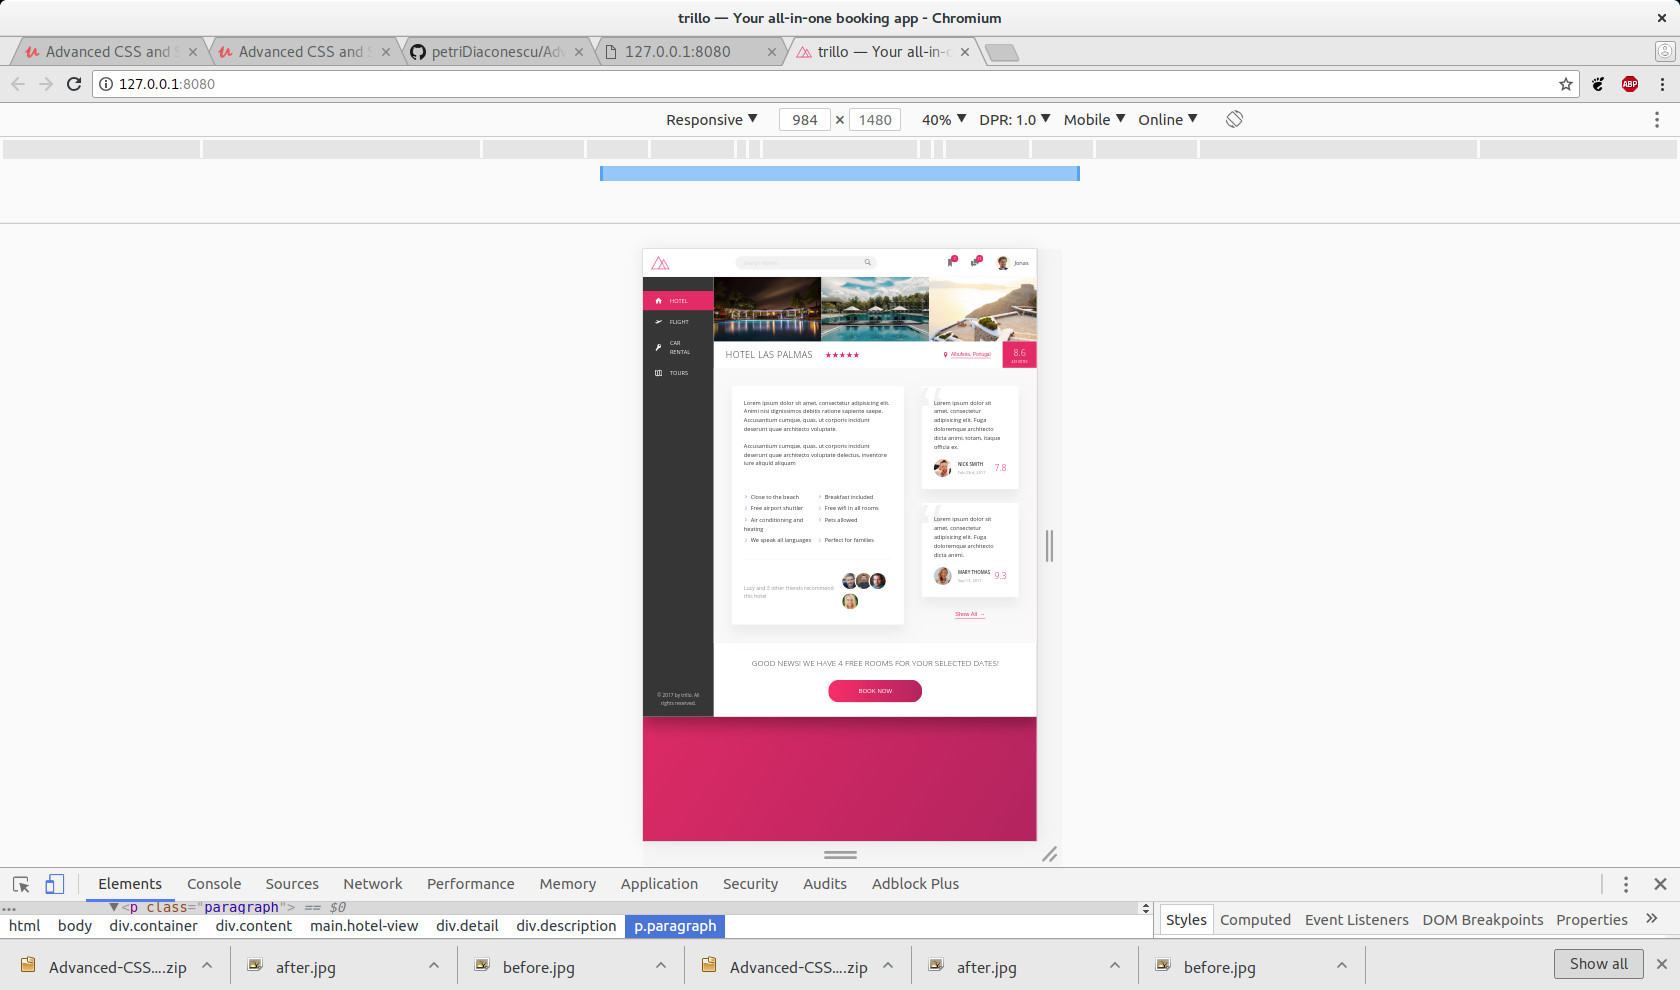 trillo — Your all-in-one booking app - Chromium
Advanced CSS and S
Advanced CSS and S
petriDiaconescu/Adv
127.0.0.1:8080
trillo — Your all-in-o
127.0.0.1:8080
ABP
Responsive ▼ 984 × 1480 40% ▼ DPR: 1.0 ▼ Mobile ▼ Online ▼
Jonas
HOTEL
FLIGHT
CAR
RENTAL
TOURS
© 2017 by trillo. All
rights reserved.
HOTEL LAS PALMAS ★★★★★
Albufeira, Portugal
8.6
Lorem ipsum dolor sit amet, consectetur adipisicing elit.
Animi nisi dignissimos debitis ratione sapiente saepe.
Accusantium cumque, quas, ut corporis incidunt
deserunt quae architecto voluptate.
Accusantium cumque, quas, ut corporis incidunt
deserunt quae architecto voluptate delectus, inventore
iure aliquid aliquam
Close to the beach
Breakfast included
Free airport shuttler
Free wifi in all rooms
Air conditioning and
heating
Pets allowed
We speak all languages
Perfect for families
Lucy and 3 other friends recommend
this hotel
Lorem ipsum dolor sit
amet, consectetur
adipisicing elit. Fuga
doloremque architecto
dicta animi, totam, itaque
officia ex.
NICK SMITH
Feb 23rd, 2017
7.8
Lorem ipsum dolor sit
amet, consectetur
adipisicing elit. Fuga
doloremque architecto
dicta animi.
MARY THOMAS
Sep 13, 2017
9.3
Show All →
GOOD NEWS! WE HAVE 4 FREE ROOMS FOR YOUR SELECTED DATES!
BOOK NOW
Elements Console Sources Network Performance Memory Application Security Audits Adblock Plus
... ▼<p class="paragraph"> == $0
html body div.container div.content main.hotel-view div.detail div.description p.paragraph
Styles Computed Event Listeners DOM Breakpoints Properties »
Advanced-CSS....zip
after.jpg
before.jpg
Advanced-CSS....zip
after.jpg
before.jpg
Show all